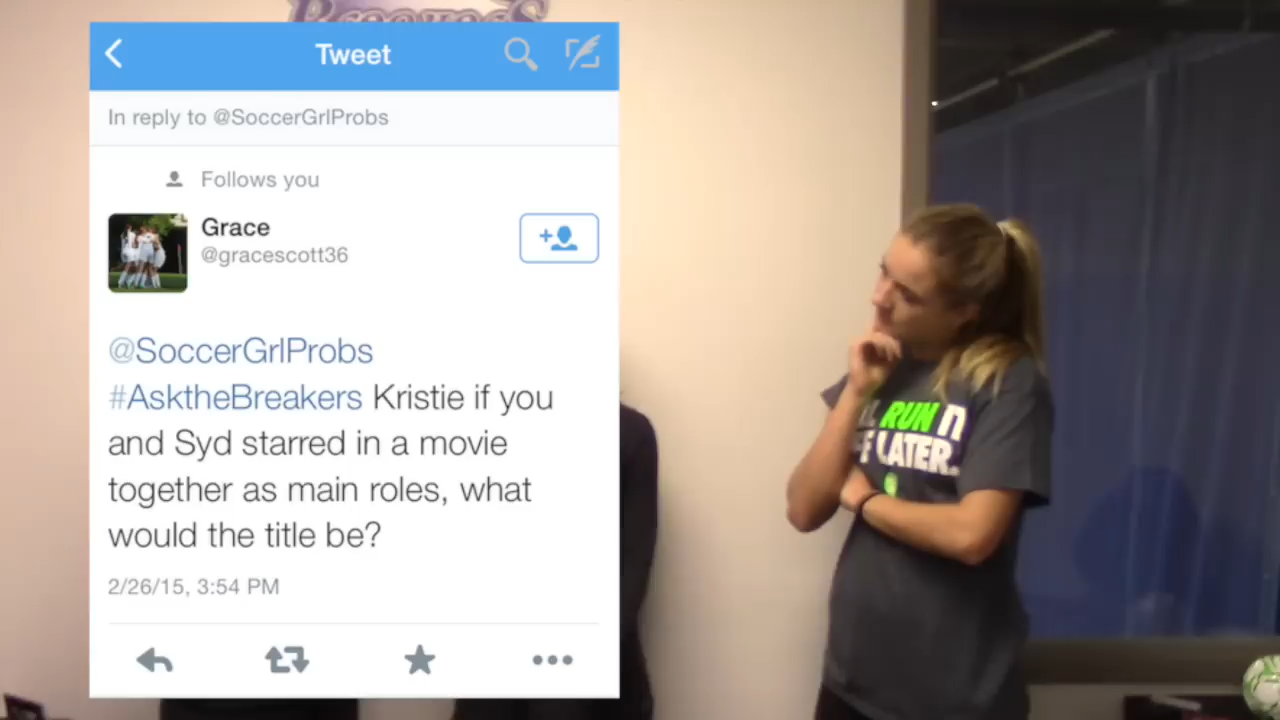 BREAKERS
Tweet
In reply to @SoccerGrlProbs
Follows you
Grace
@gracescott36
@SoccerGrlProbs
#AsktheBreakers Kristie if you
and Syd starred in a movie
together as main roles, what
would the title be?
2/26/15, 3:54 PM
RUN n
LATER.